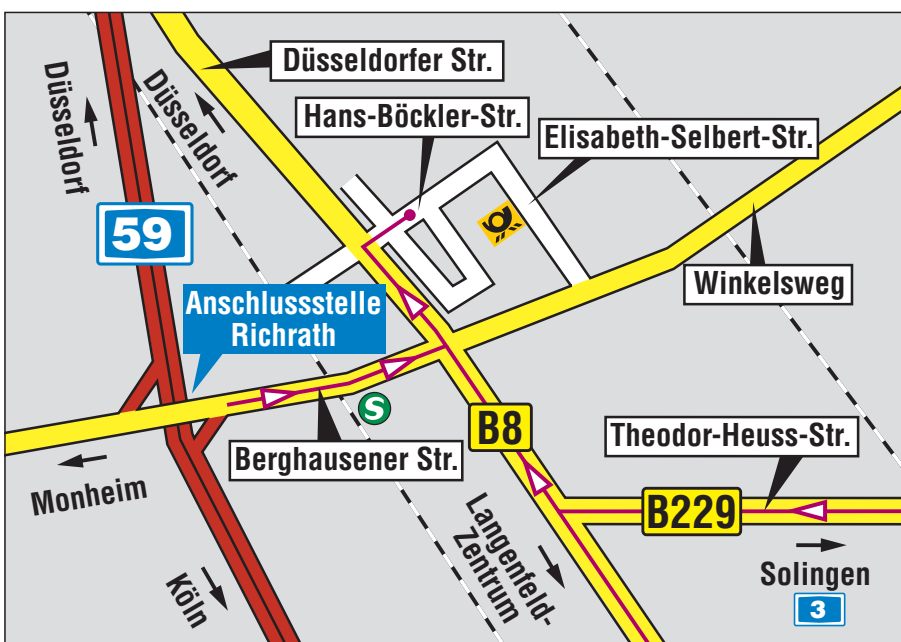 Düsseldorfer Str.
Düsseldorf
Düsseldorf
Hans-Böckler-Str.
Elisabeth-Selbert-Str.
59
Winkelsweg
Anschlussstelle
Richrath
S
B8
Theodor-Heuss-Str.
Berghausener Str.
Monheim
B229
Langenfeld-
Zentrum
Köln
Solingen
3